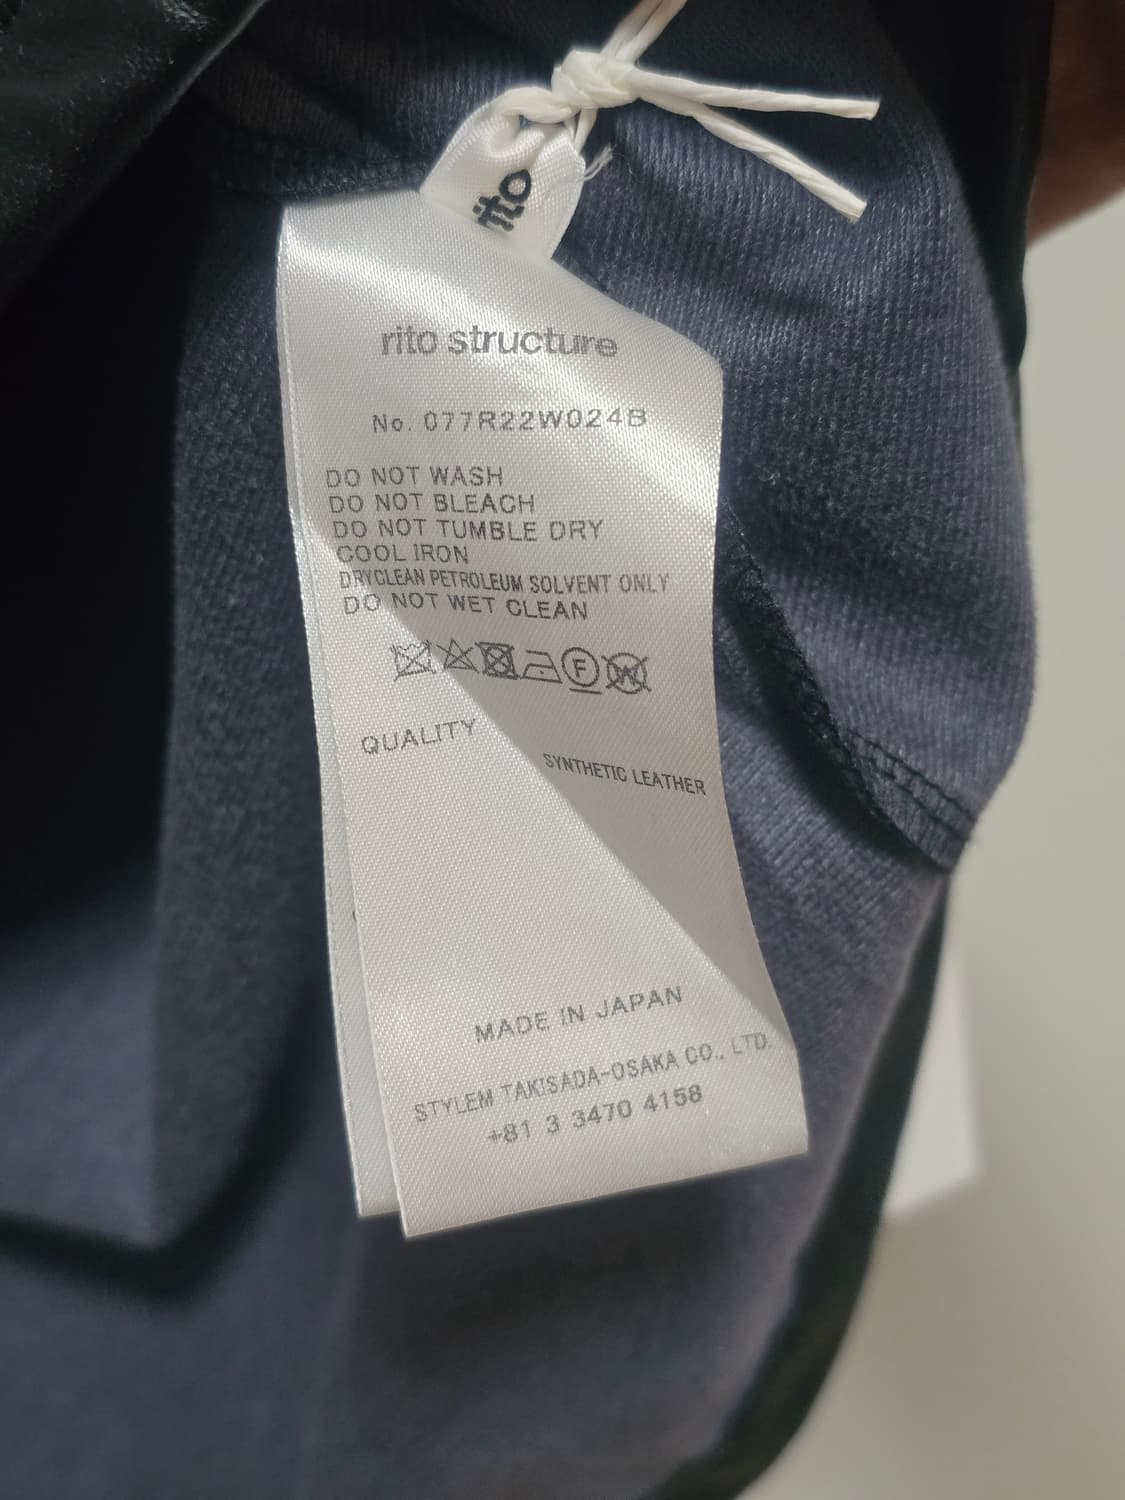 rito
rito structure
No. 077R22W024B
DO NOT WASH
DO NOT BLEACH
DO NOT TUMBLE DRY
COOL IRON
DRYCLEAN PETROLEUM SOLVENT ONLY
DO NOT WET CLEAN
F W
QUALITY
SYNTHETIC LEATHER
MADE IN JAPAN
STYLEM TAKISADA-OSAKA CO., LTD.
+81 3 3470 4158